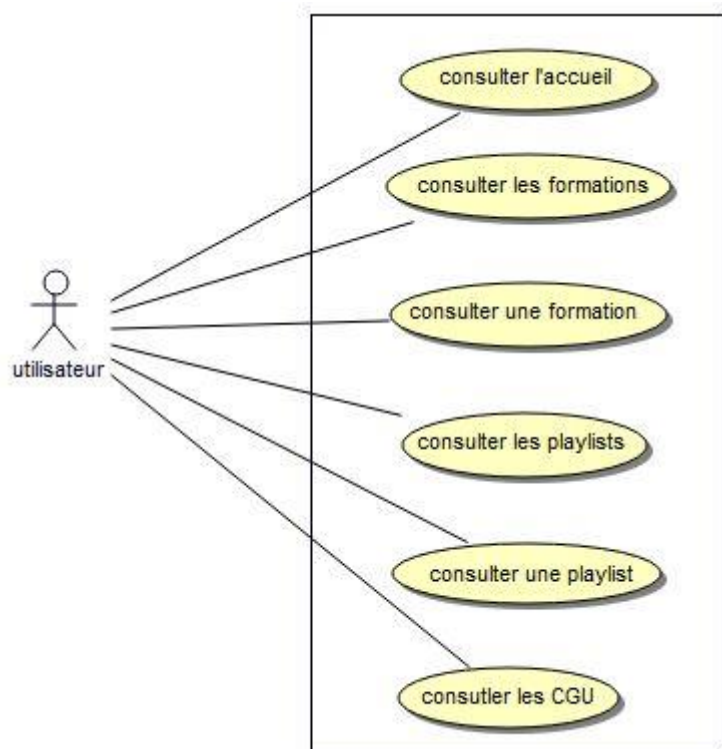 consulter l'accueil
consulter les formations
consulter une formation
utilisateur
consulter les playlists
consulter une playlist
consutler les CGU